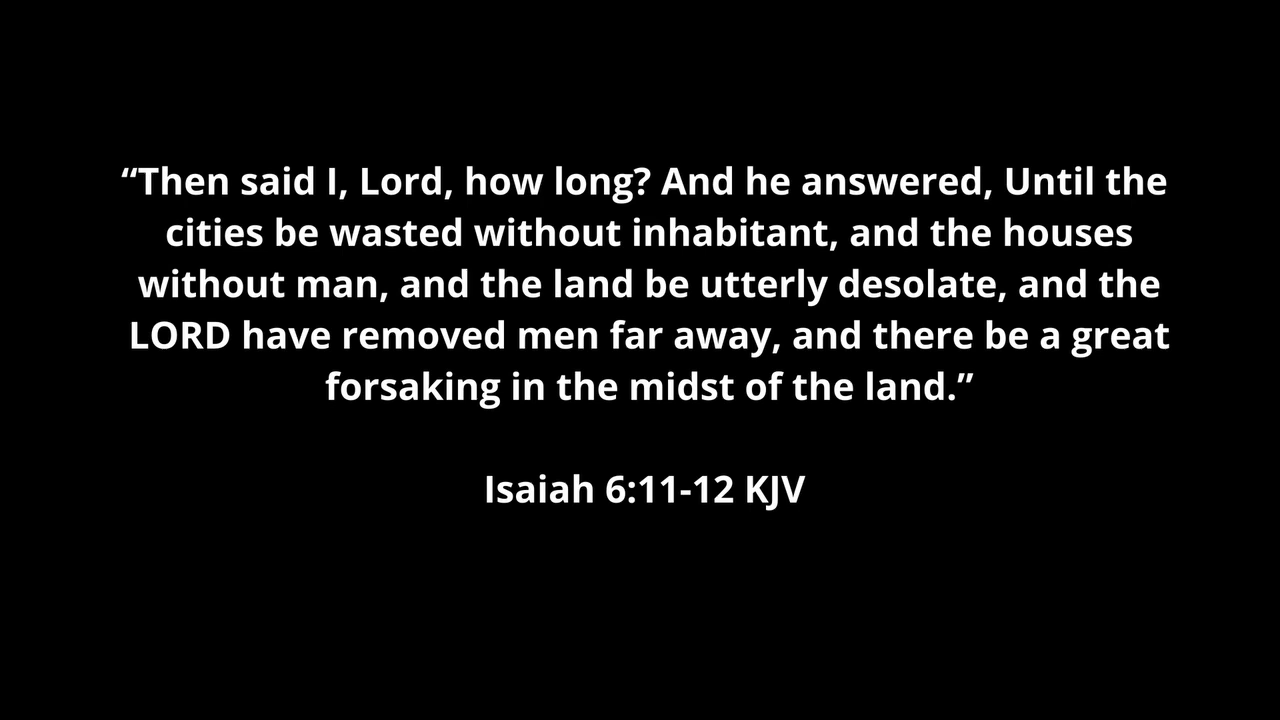 “Then said I, Lord, how long? And he answered, Until the
cities be wasted without inhabitant, and the houses
without man, and the land be utterly desolate, and the
LORD have removed men far away, and there be a great
forsaking in the midst of the land.”
Isaiah 6:11-12 KJV